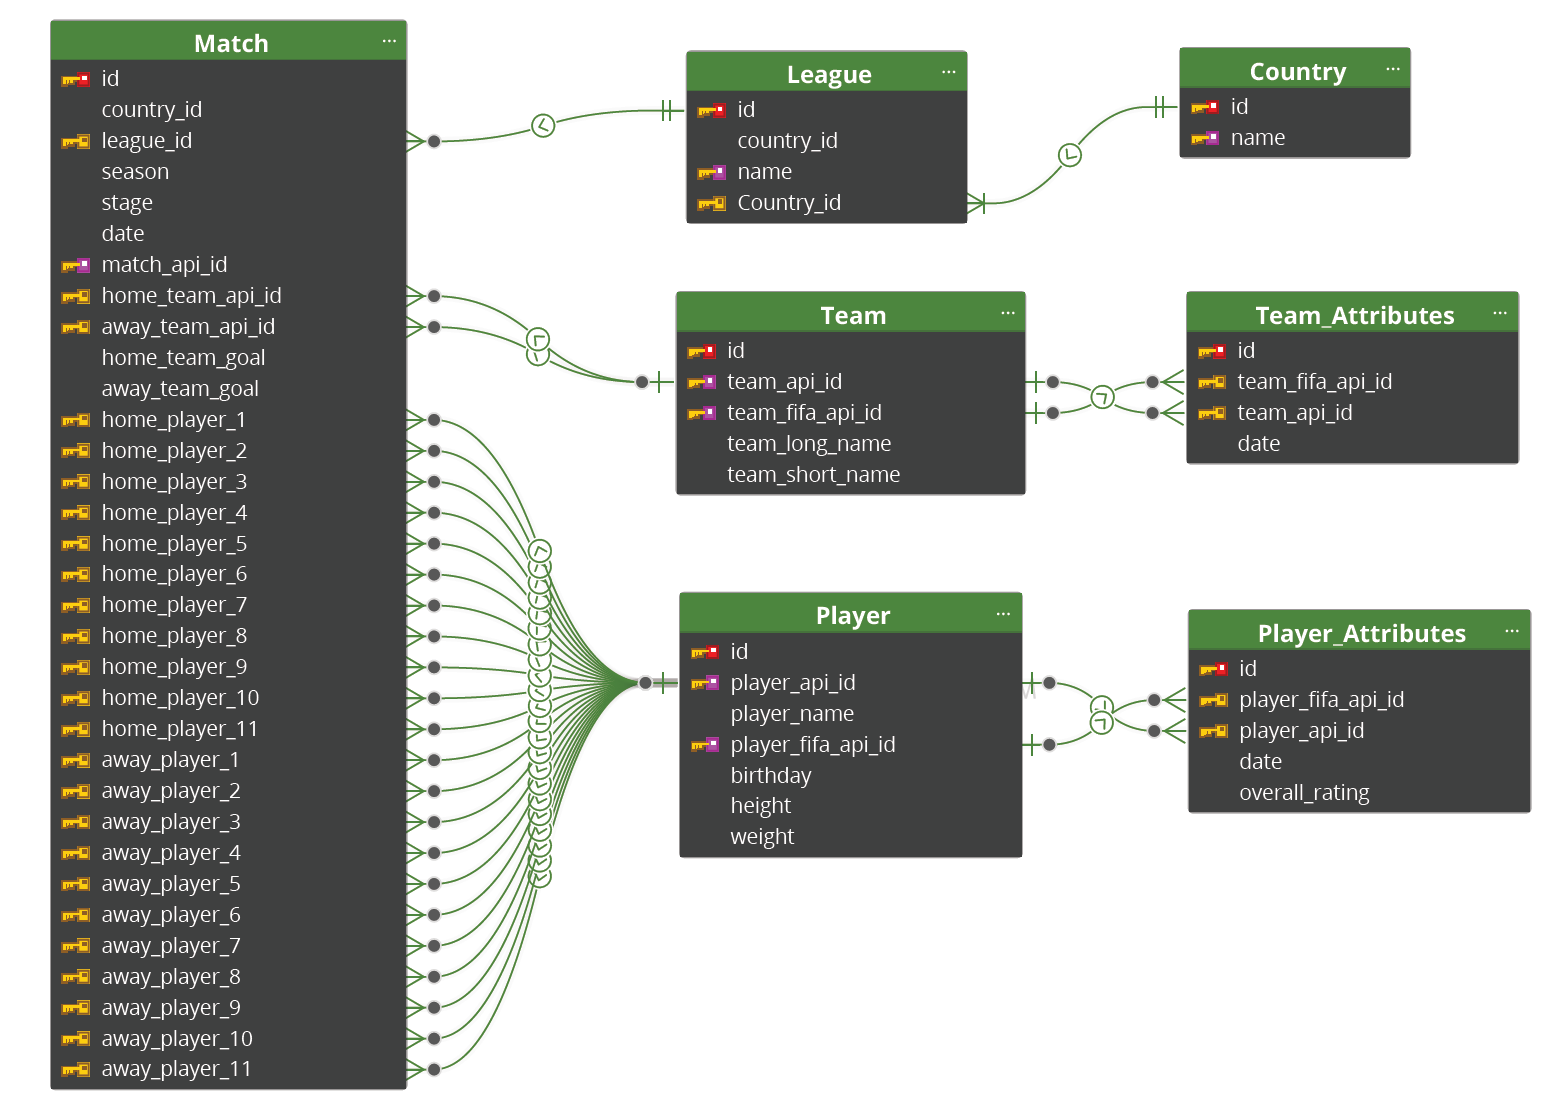 Match
id
country_id
league_id
season
stage
date
match_api_id
home_team_api_id
away_team_api_id
home_team_goal
away_team_goal
home_player_1
home_player_2
home_player_3
home_player_4
home_player_5
home_player_6
home_player_7
home_player_8
home_player_9
home_player_10
home_player_11
away_player_1
away_player_2
away_player_3
away_player_4
away_player_5
away_player_6
away_player_7
away_player_8
away_player_9
away_player_10
away_player_11
League
id
country_id
name
Country_id
Country
id
name
Team
id
team_api_id
team_fifa_api_id
team_long_name
team_short_name
Team_Attributes
id
team_fifa_api_id
team_api_id
date
Player
id
player_api_id
player_name
player_fifa_api_id
birthday
height
weight
Player_Attributes
id
player_fifa_api_id
player_api_id
date
overall_rating